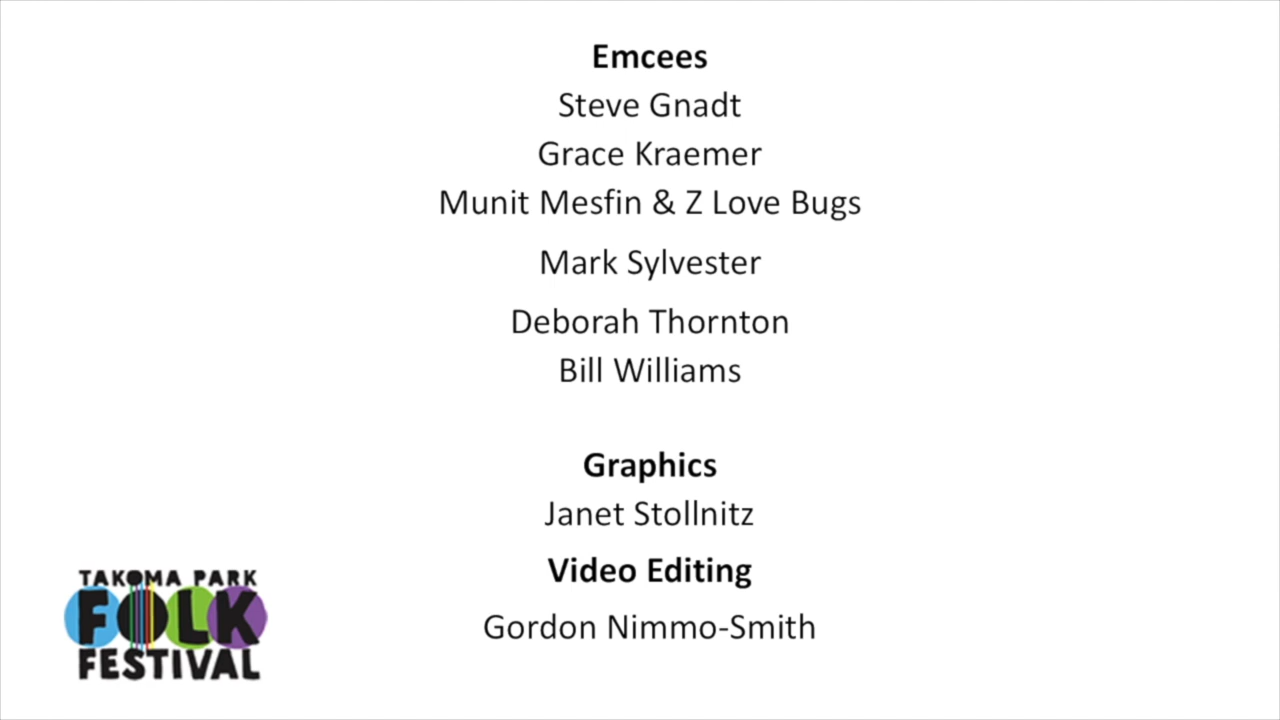 Emcees
Steve Gnadt
Grace Kraemer
Munit Mesfin & Z Love Bugs
Mark Sylvester
Deborah Thornton
Bill Williams
Graphics
Janet Stollnitz
Video Editing
Gordon Nimmo-Smith
TAKOMA PARK
FOLK
FESTIVAL